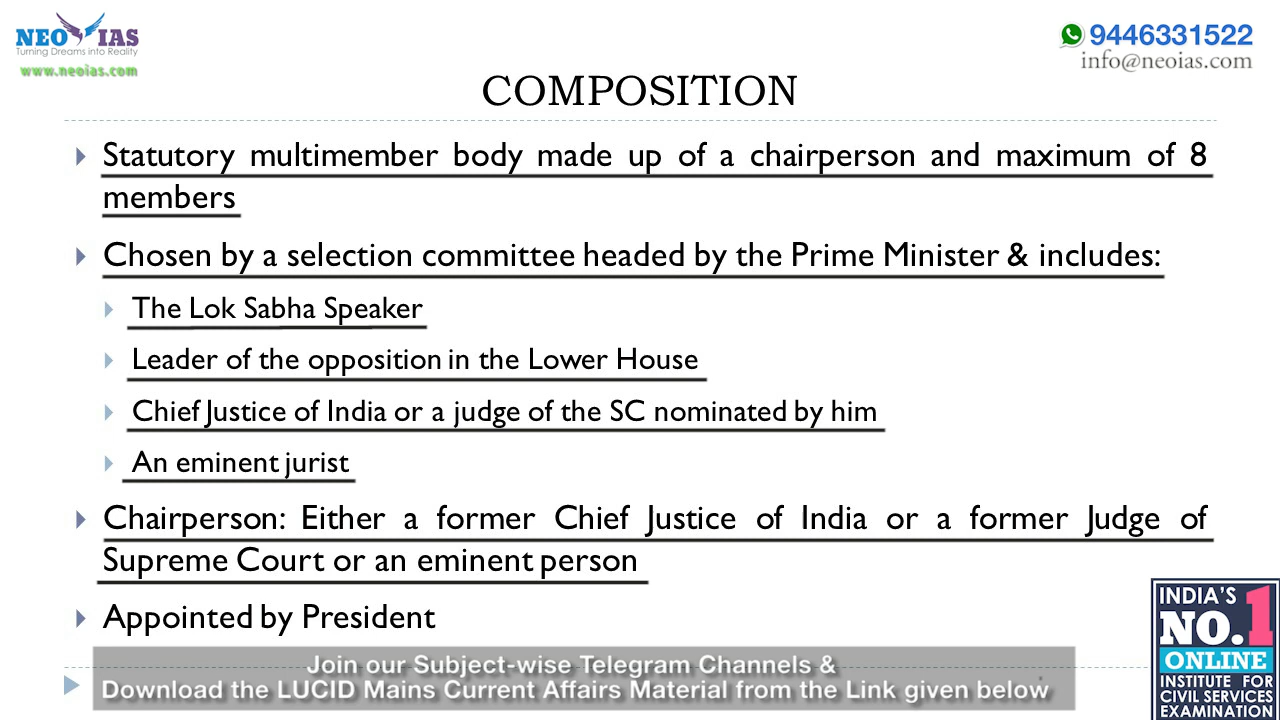 NEO IAS
Turning Dreams into Reality
www.neoias.com
9446331522
info@neoias.com
COMPOSITION
Statutory multimember body made up of a chairperson and maximum of 8
members
Chosen by a selection committee headed by the Prime Minister & includes:
The Lok Sabha Speaker
Leader of the opposition in the Lower House
Chief Justice of India or a judge of the SC nominated by him
An eminent jurist
Chairperson: Either a former Chief Justice of India or a former Judge of
Supreme Court or an eminent person
Appointed by President
Join our Subject-wise Telegram Channels &
Download the LUCID Mains Current Affairs Material from the Link given below
INDIA'S
NO.1
ONLINE
INSTITUTE FOR
CIVIL SERVICES
EXAMINATION